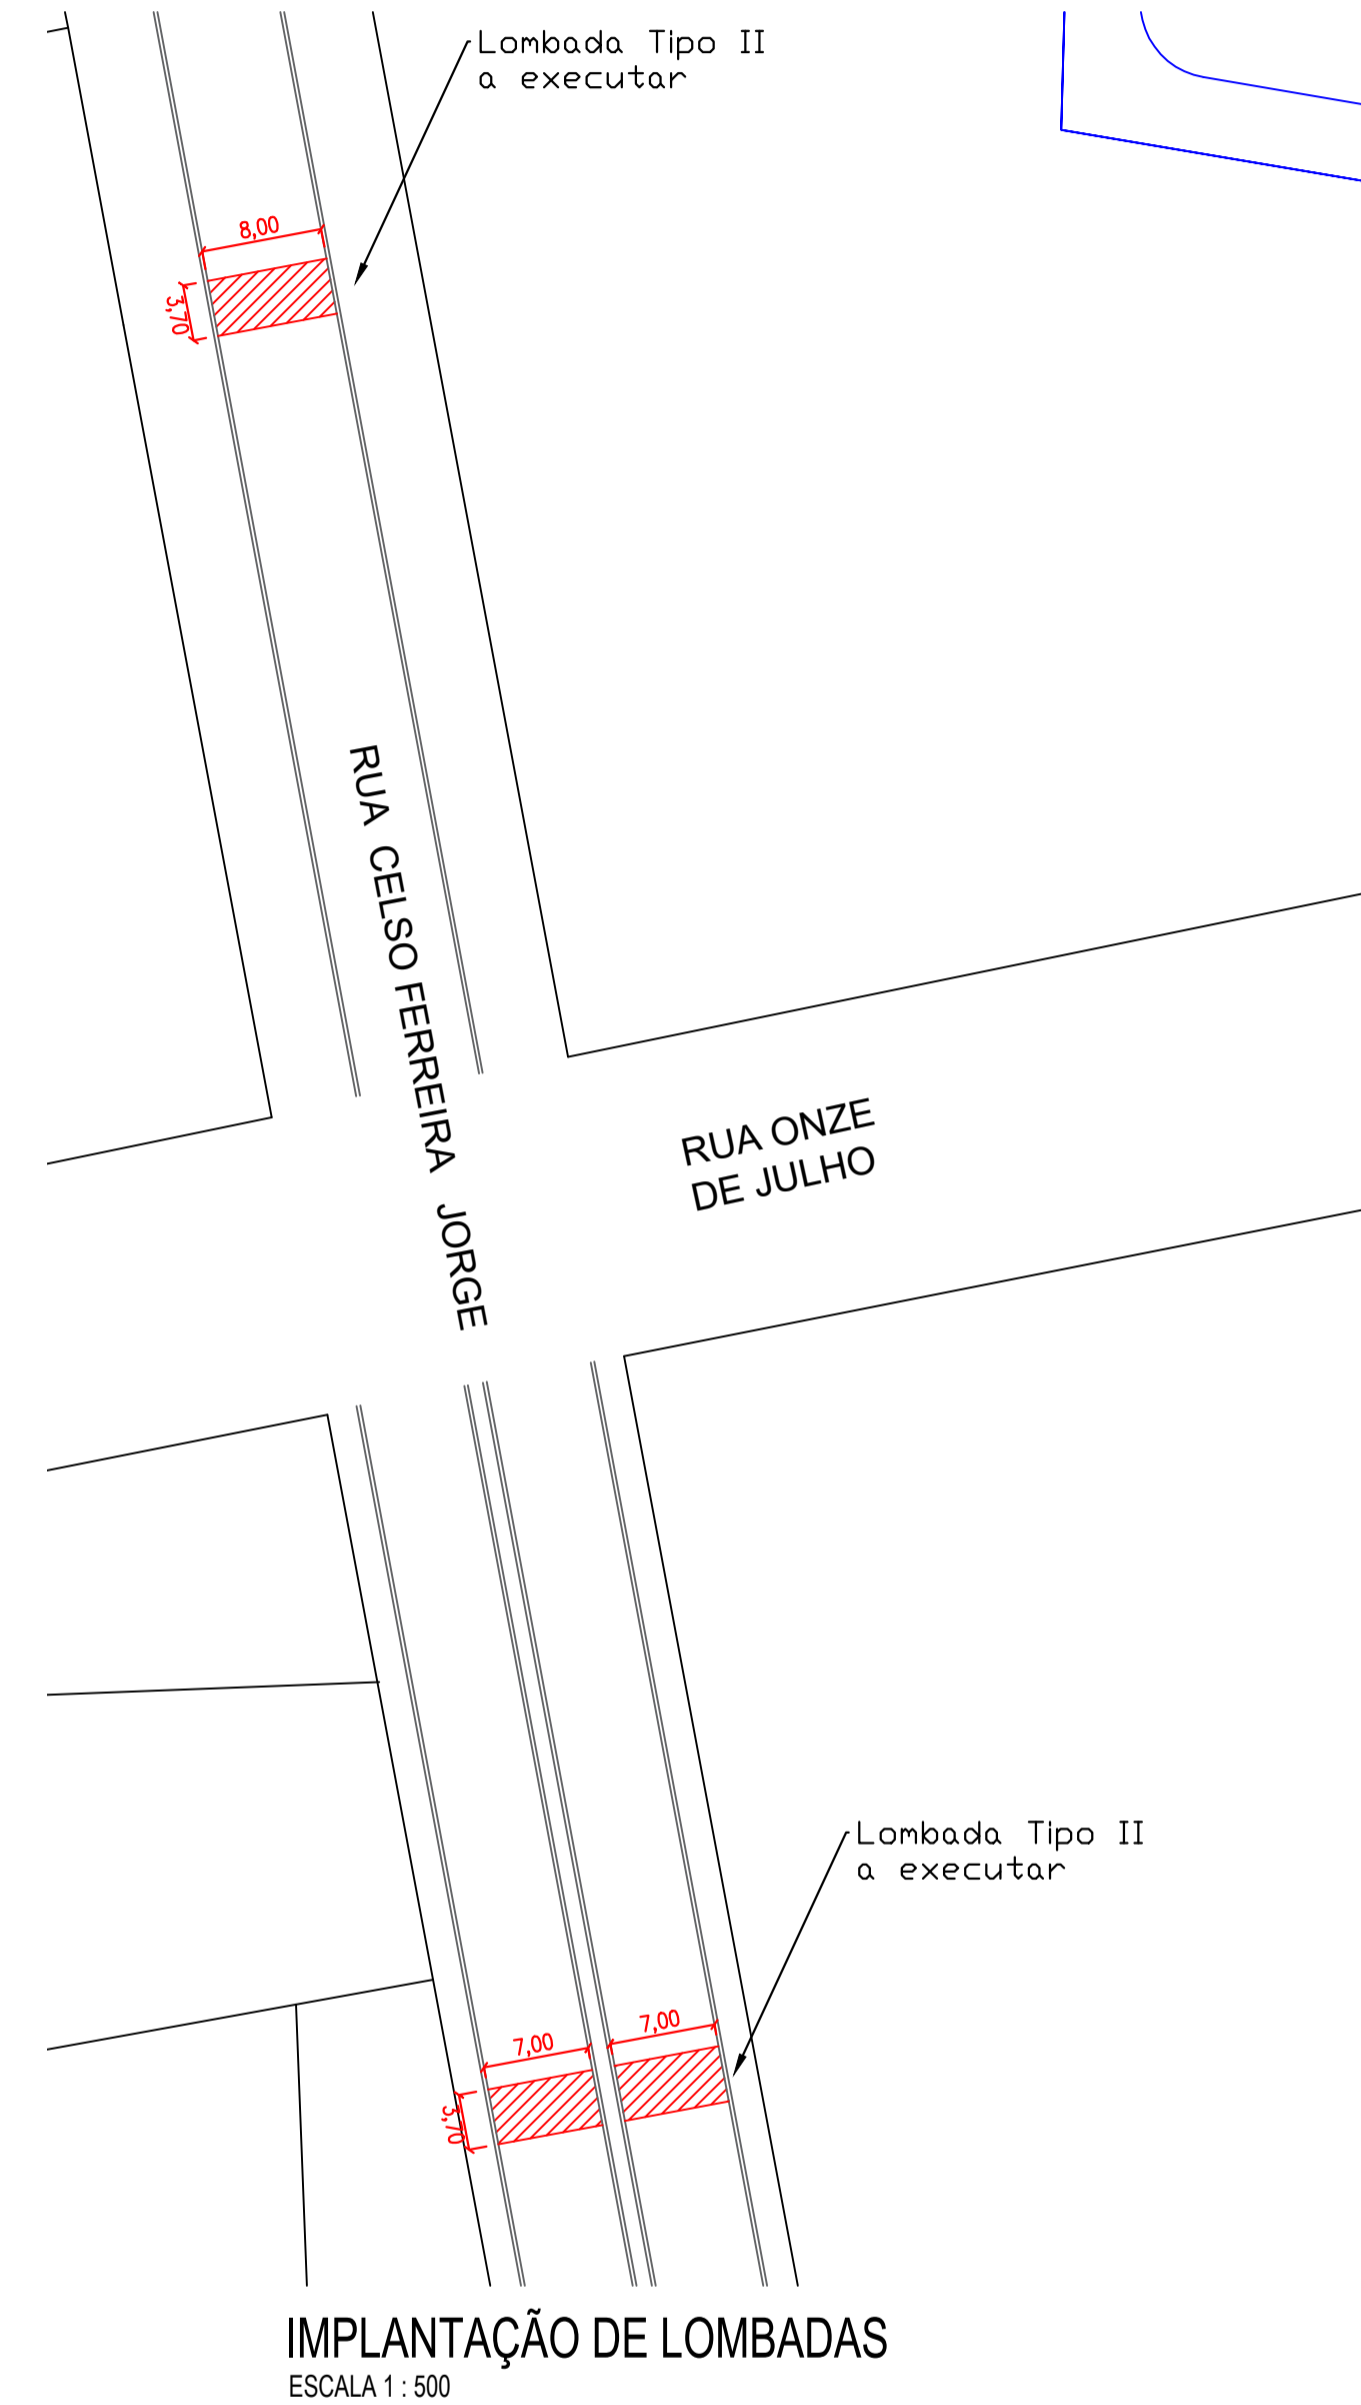 Lombada Tipo II
a executar
8,00
3,70
RUA CELSO FERREIRA JORGE
RUA ONZE
DE JULHO
Lombada Tipo II
a executar
7,00
7,00
3,70
IMPLANTAÇÃO DE LOMBADAS
ESCALA 1 : 500